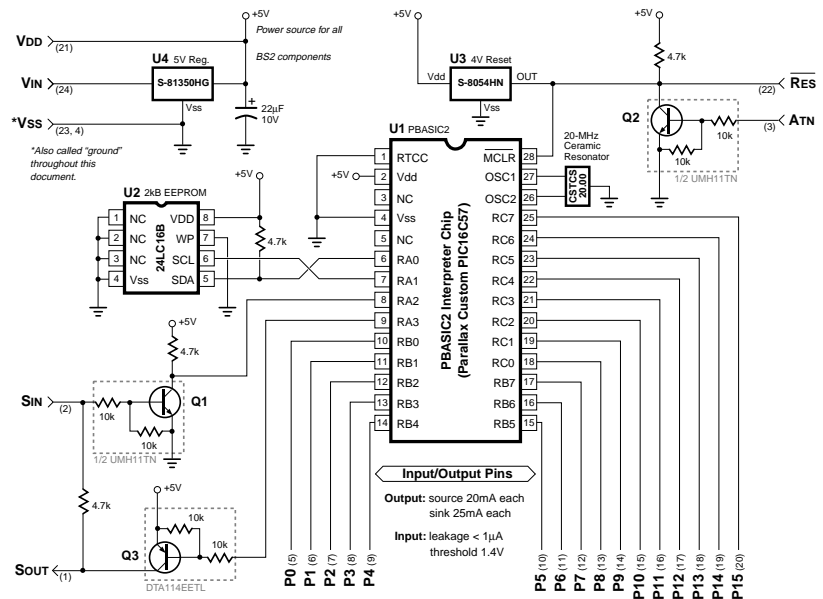 VDD (21)
VIN (24)
*VSS (23, 4)
*Also called “ground”
throughout this
document.
+5V
Power source for all
BS2 components
U4 5V Reg.
S-81350HG
Vss
+
22µF
10V
+5V
U3 4V Reset
Vdd
S-8054HN
OUT
Vss
+5V
4.7k
RES (22)
ATN (3)
Q2
10k
10k
1/2 UMH11TN
20-MHz
Ceramic
Resonator
CSTCS
20.00
U2 2kB EEPROM
+5V
4.7k
1 NC VDD 8
2 NC WP 7
3 NC SCL 6
4 Vss SDA 5
24LC16B
U1 PBASIC2
+5V
PBASIC2 Interpreter Chip
(Parallax Custom PIC16C57)
1 RTCC MCLR 28
2 Vdd OSC1 27
3 NC OSC2 26
4 Vss RC7 25
5 NC RC6 24
6 RA0 RC5 23
7 RA1 RC4 22
8 RA2 RC3 21
9 RA3 RC2 20
10 RB0 RC1 19
11 RB1 RC0 18
12 RB2 RB7 17
13 RB3 RB6 16
14 RB4 RB5 15
+5V
4.7k
SIN (2)
10k
Q1
10k
1/2 UMH11TN
4.7k
+5V
10k
10k
Q3
DTA114EETL
SOUT (1)
Input/Output Pins
Output: source 20mA each
sink 25mA each
Input: leakage < 1µA
threshold 1.4V
P0 (5)
P1 (6)
P2 (7)
P3 (8)
P4 (9)
P5 (10)
P6 (11)
P7 (12)
P8 (13)
P9 (14)
P10 (15)
P11 (16)
P12 (17)
P13 (18)
P14 (19)
P15 (20)